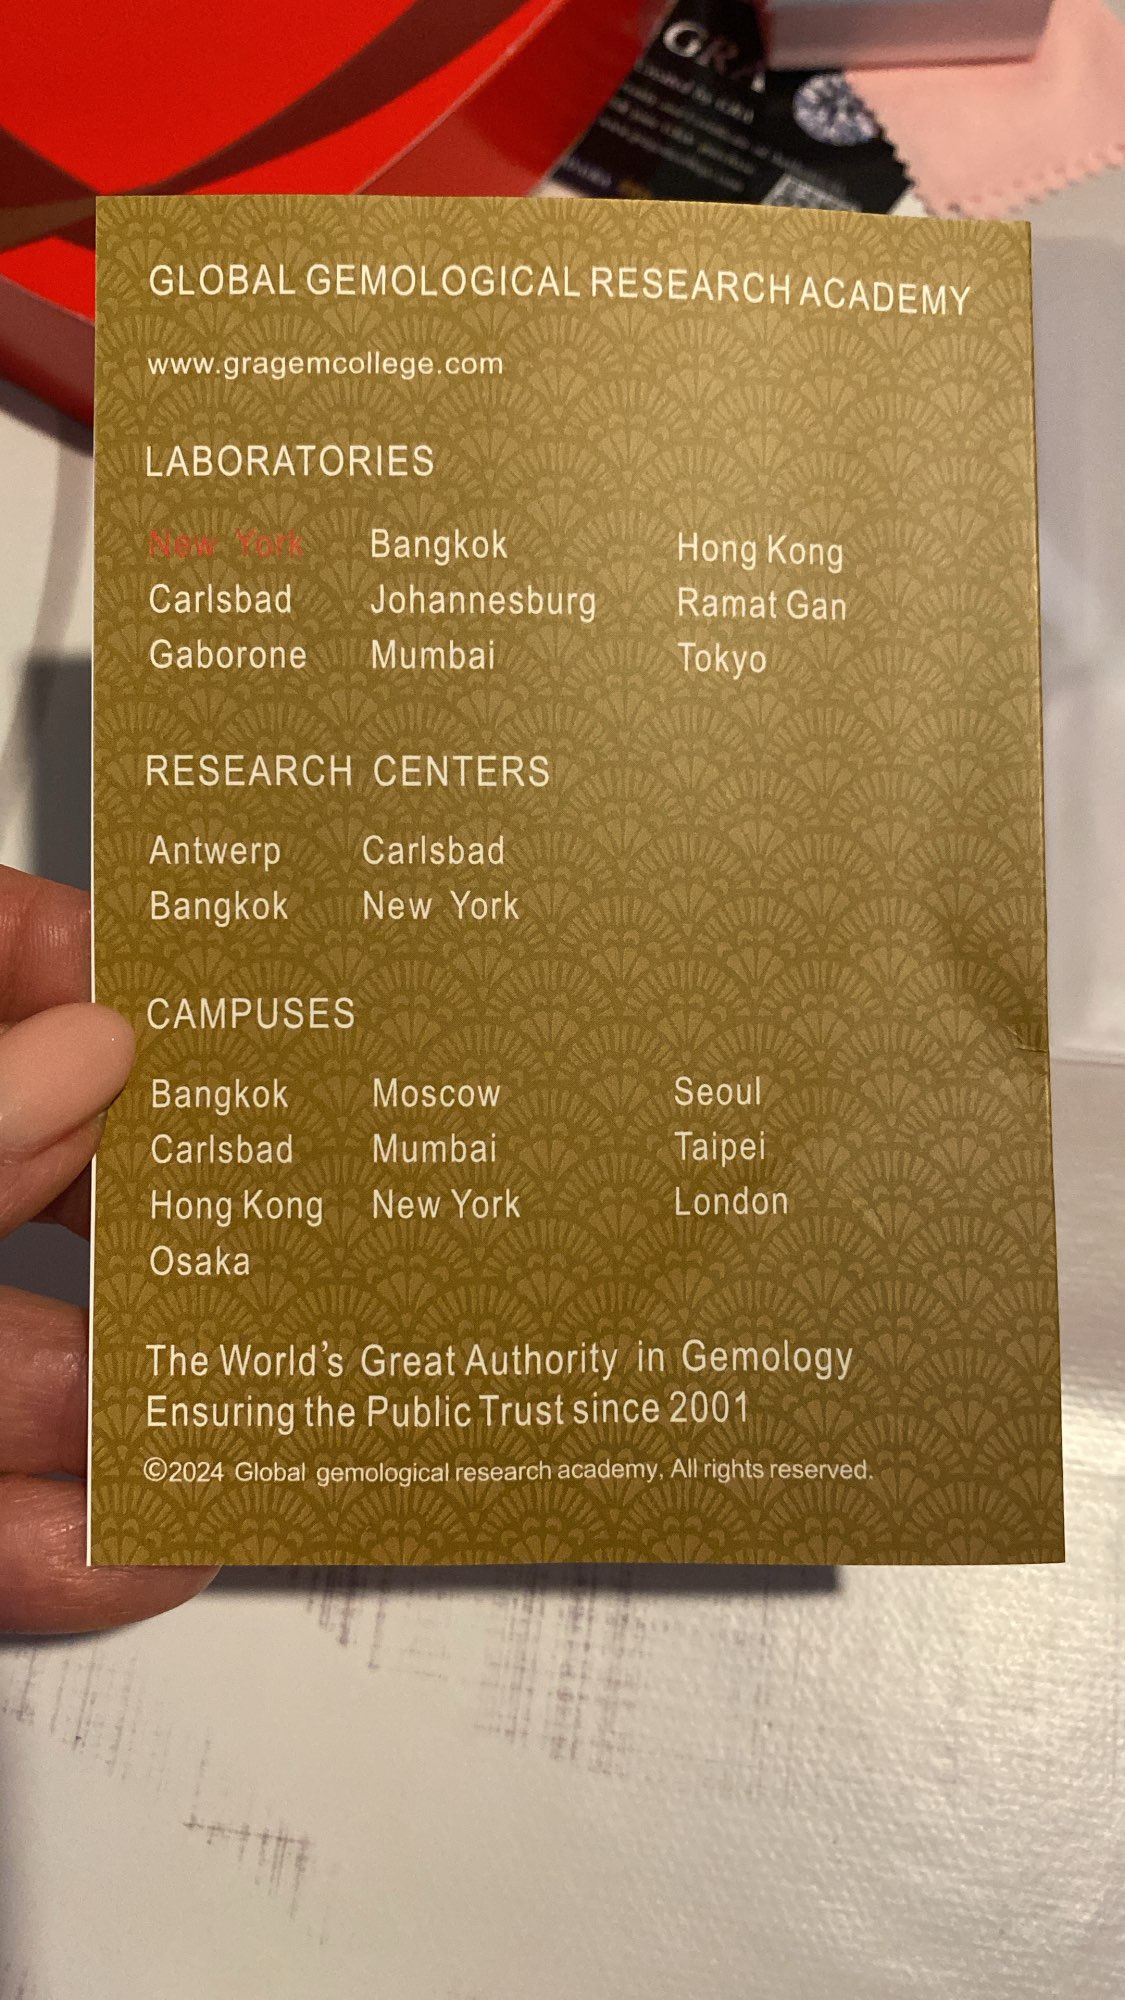 GRA
GLOBAL GEMOLOGICAL RESEARCH ACADEMY
www.gragemcollege.com
LABORATORIES
New York Bangkok Hong Kong
Carlsbad Johannesburg Ramat Gan
Gaborone Mumbai Tokyo
RESEARCH CENTERS
Antwerp Carlsbad
Bangkok New York
CAMPUSES
Bangkok Moscow Seoul
Carlsbad Mumbai Taipei
Hong Kong New York London
Osaka
The World's Great Authority in Gemology
Ensuring the Public Trust since 2001
©2024 Global gemological research academy, All rights reserved.